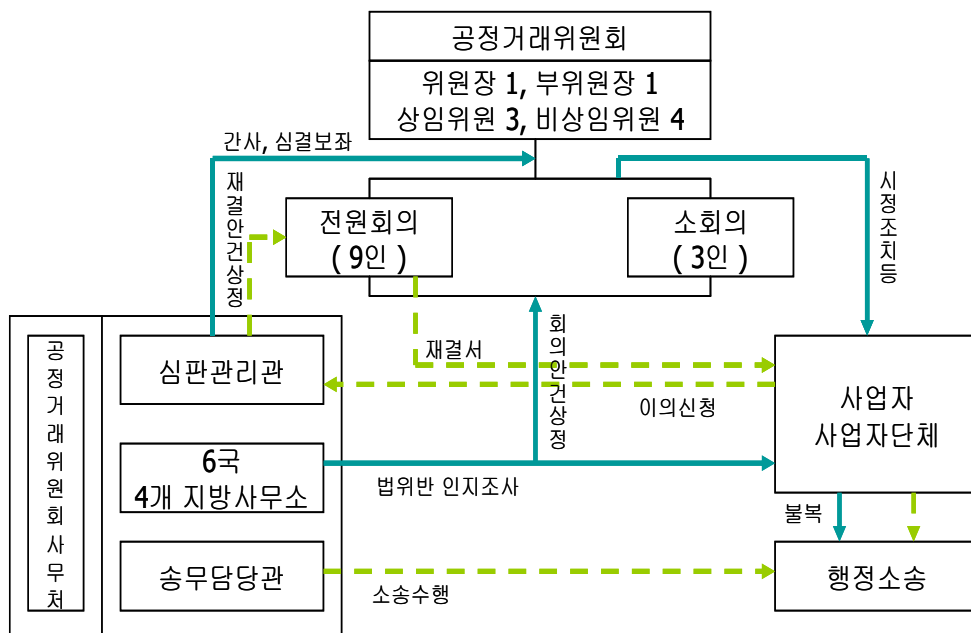 공정거래위원회
위원장 1, 부위원장 1
상임위원 3, 비상임위원 4
간사, 심결보좌
재결안건상정
전원회의
( 9인 )
소회의
( 3인 )
시정조치등
공정거래위원회사무처
심판관리관
재결서
회의안건상정
이의신청
사업자
사업자단체
6국
4개 지방사무소
법위반 인지조사
불복
송무담당관
소송수행
행정소송